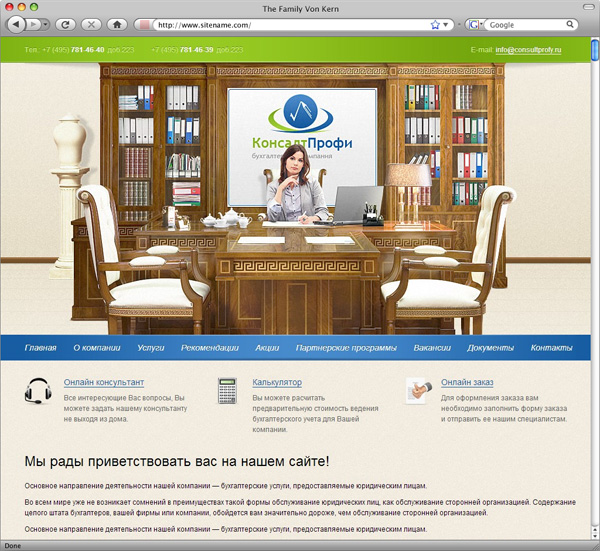 The Family Von Kern
http://www.sitename.com/
Google
Тел.: +7 (495) 781-46-40 доб.223 +7 (495) 781-46-39 доб.223
E-mail: info@consultprofy.ru
КонсалтПрофи
бухгалтерская компания
Главная О компании Услуги Рекомендации Акции Партнерские программы Вакансии Документы Контакты
Онлайн консультант
Все интересующие Вас вопросы, Вы
можете задать нашему консультанту
не выходя из дома.
Калькулятор
Вы можете расчитать
предварительную стоимость ведения
бухгалтерского учета для Вашей
компании.
Онлайн заказ
Для оформления заказа вам
необходимо заполнить форму заказа
и отправить ее нашим специалистам.
Мы рады приветствовать вас на нашем сайте!
Основное направление деятельности нашей компании — бухгалтерские услуги, предоставляемые юридическим лицам.
Во всем мире уже не возникает сомнений в преимуществах такой формы обслуживание юридических лиц, как обслуживание сторонней организацией. Содержание
целого штата бухгалтеров, вашей фирмы или компании, обойдется вам значительно дороже, чем обслуживание сторонней организацией.
Основное направление деятельности нашей компании — бухгалтерские услуги, предоставляемые юридическим лицам.
Done